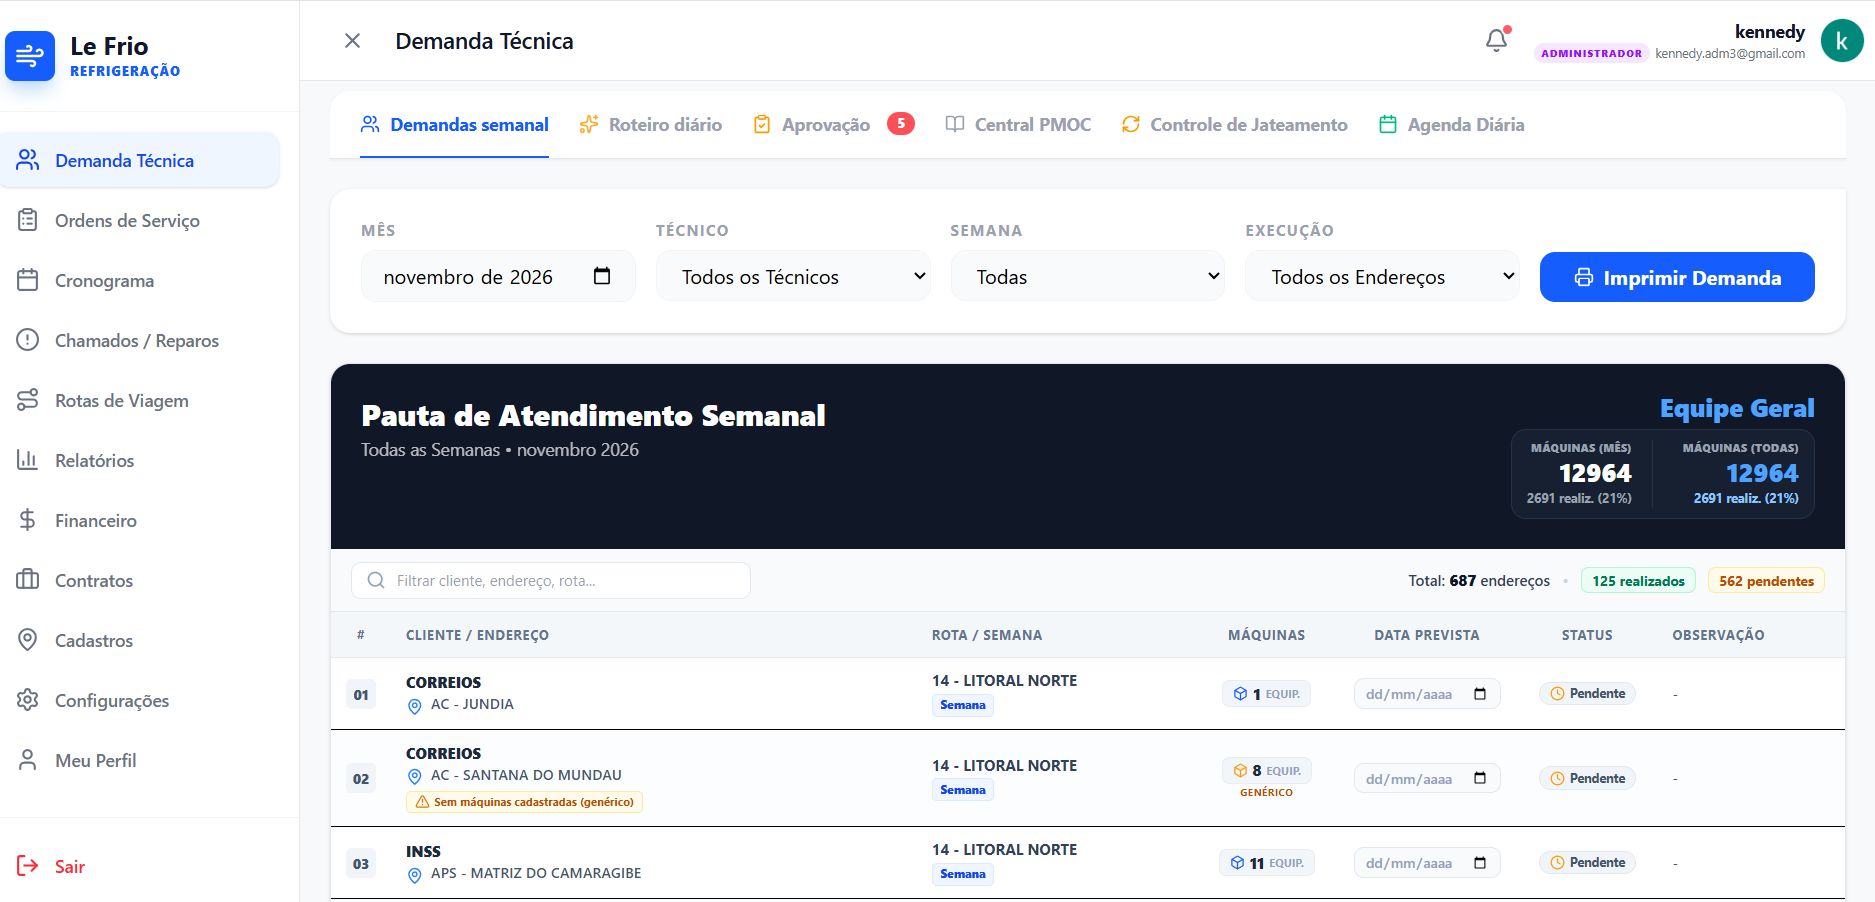 Le Frio
REFRIGERAÇÃO
Demanda Técnica
Ordens de Serviço
Cronograma
Chamados / Reparos
Rotas de Viagem
Relatórios
Financeiro
Contratos
Cadastros
Configurações
Meu Perfil
Sair
Demanda Técnica
kennedy
ADMINISTRADOR kennedy.adm3@gmail.com
k
Demandas semanal
Roteiro diário
Aprovação 5
Central PMOC
Controle de Jateamento
Agenda Diária
MÊS
novembro de 2026
TÉCNICO
Todos os Técnicos
SEMANA
Todas
EXECUÇÃO
Todos os Endereços
Imprimir Demanda
Pauta de Atendimento Semanal
Todas as Semanas • novembro 2026
Equipe Geral
MÁQUINAS (MÊS)
12964
2691 realiz. (21%)
MÁQUINAS (TODAS)
12964
2691 realiz. (21%)
Filtrar cliente, endereço, rota...
Total: 687 endereços • 125 realizados 562 pendentes
# CLIENTE / ENDEREÇO ROTA / SEMANA MÁQUINAS DATA PREVISTA STATUS OBSERVAÇÃO
01
CORREIOS
AC - JUNDIA
14 - LITORAL NORTE
Semana
1 EQUIP.
dd/mm/aaaa
Pendente
-
02
CORREIOS
AC - SANTANA DO MUNDAU
Sem máquinas cadastradas (genérico)
14 - LITORAL NORTE
Semana
8 EQUIP.
GENÉRICO
dd/mm/aaaa
Pendente
-
03
INSS
APS - MATRIZ DO CAMARAGIBE
14 - LITORAL NORTE
Semana
11 EQUIP.
dd/mm/aaaa
Pendente
-